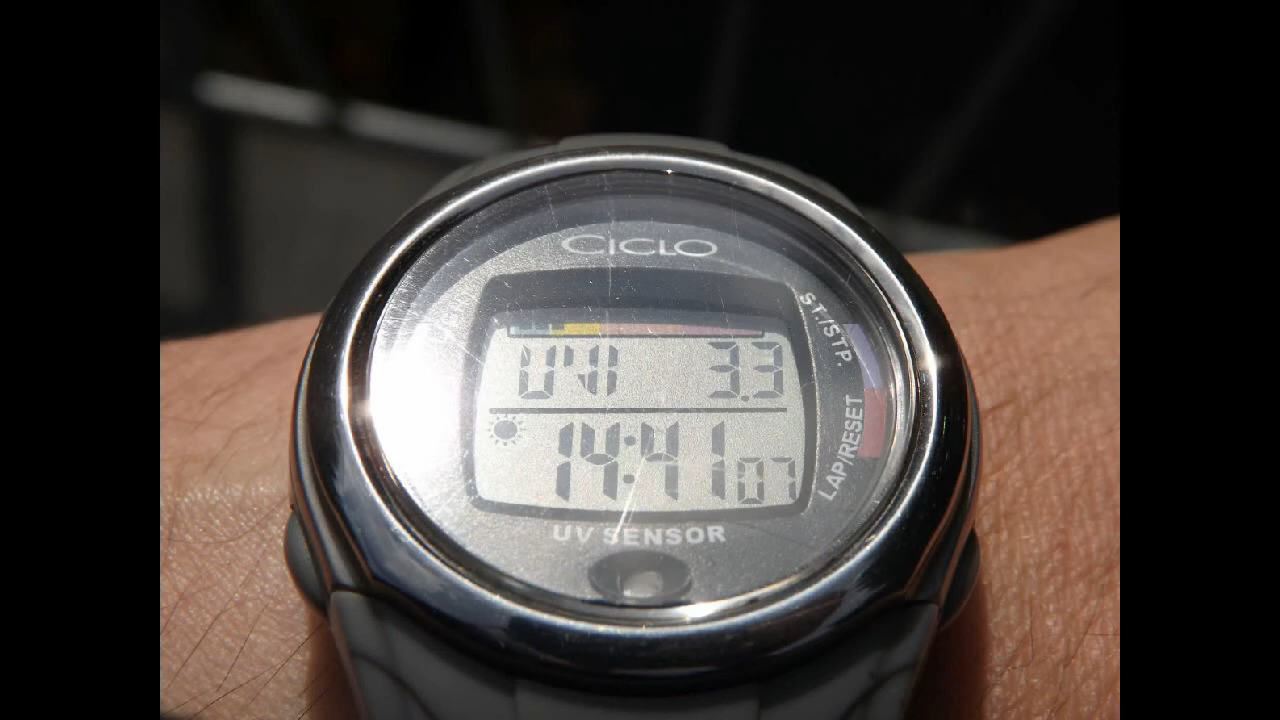 CICLO
ST./STP.
UVI 3.3
14:41 07
LAP/RESET
UV SENSOR